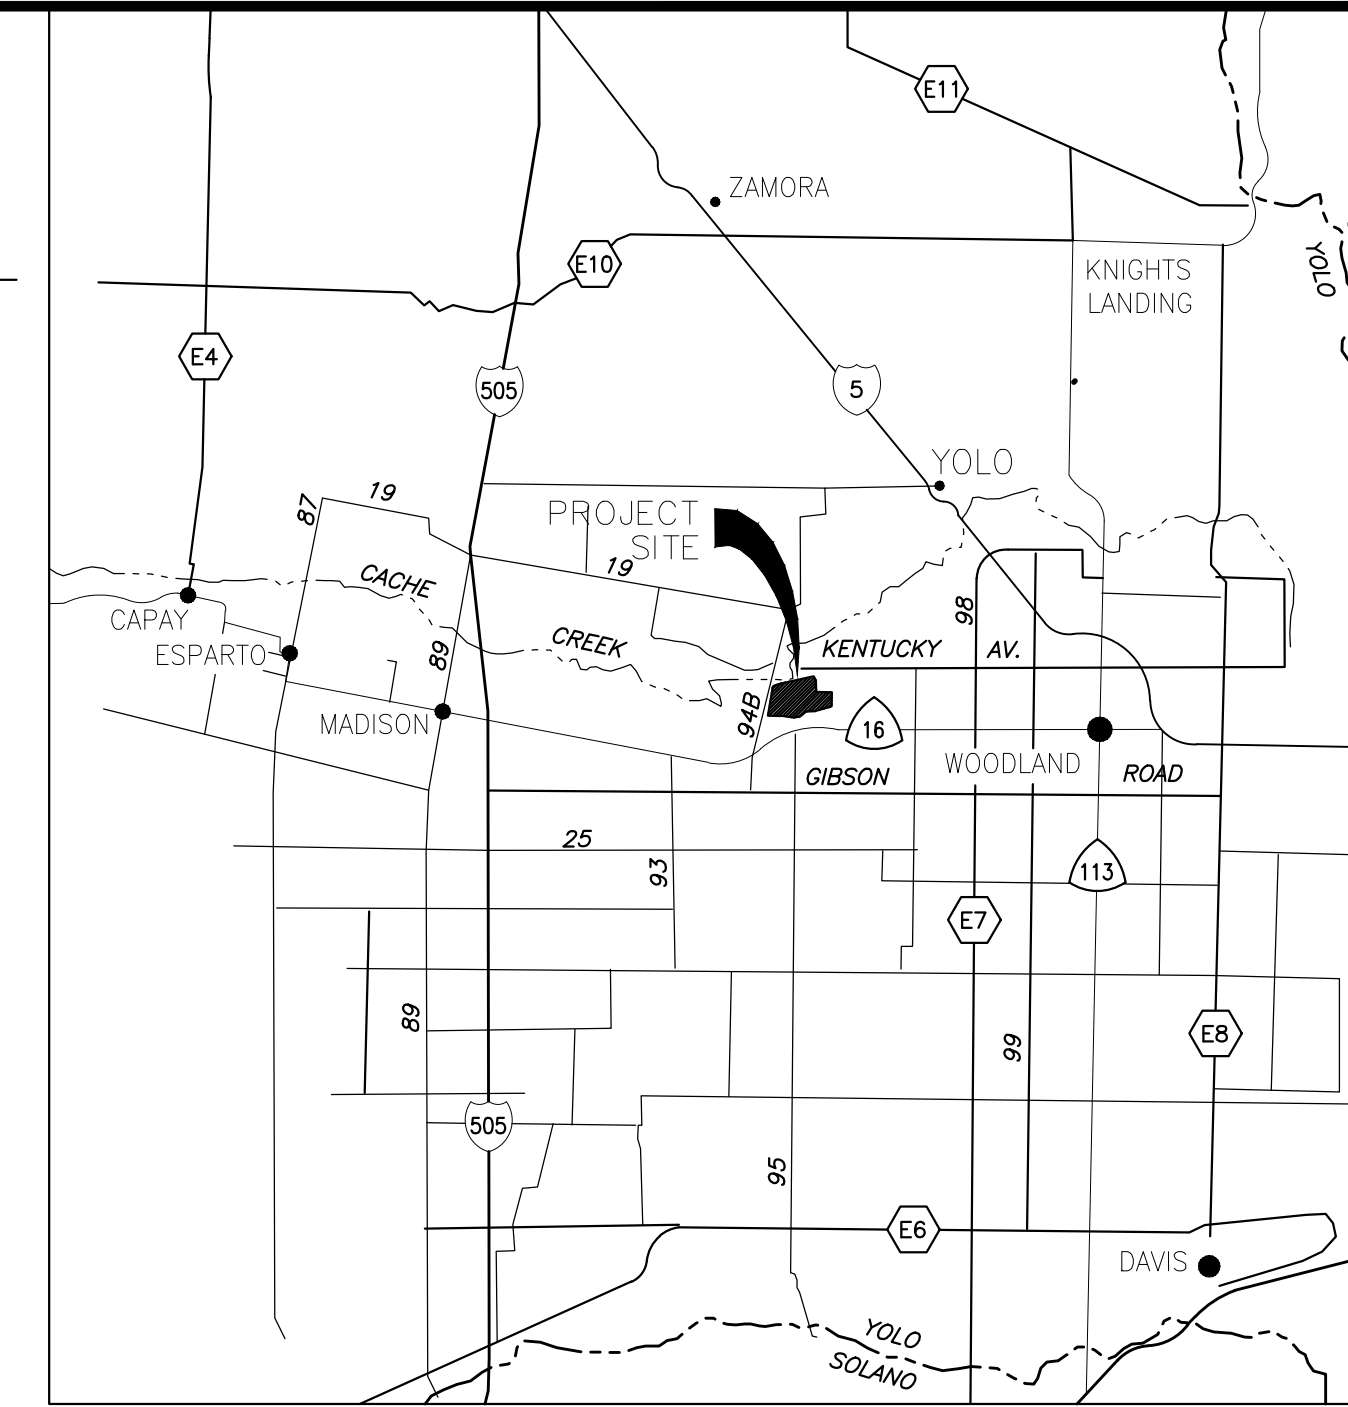 E11
ZAMORA
E10
YOLO
KNIGHTS
LANDING
E4
505
5
YOLO
19
87
PROJECT
SITE
19
CACHE
98
CAPAY
CREEK
KENTUCKY AV.
ESPARTO
89
94B
MADISON
16
WOODLAND
GIBSON ROAD
25
93
113
E7
89
99
E8
505
95
E6
DAVIS
YOLO
SOLANO